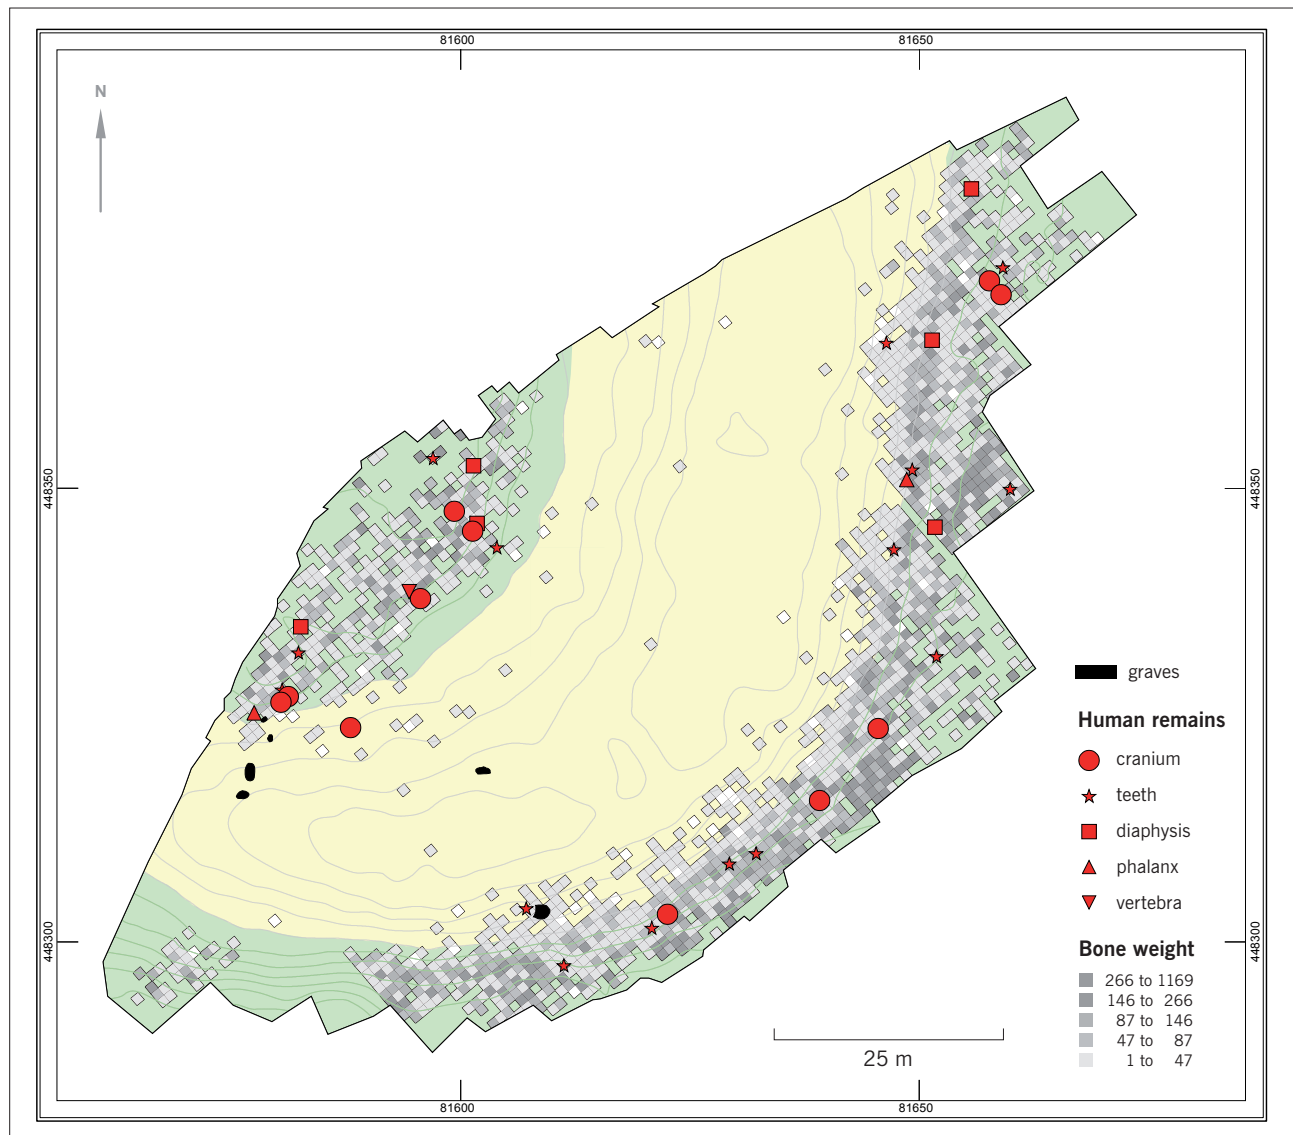 81600
81650
N
448350
448350
graves
Human remains
cranium
teeth
diaphysis
phalanx
vertebra
448300
448300
Bone weight
266 to 1169
146 to 266
87 to 146
47 to 87
1 to 47
25 m
81600
81650